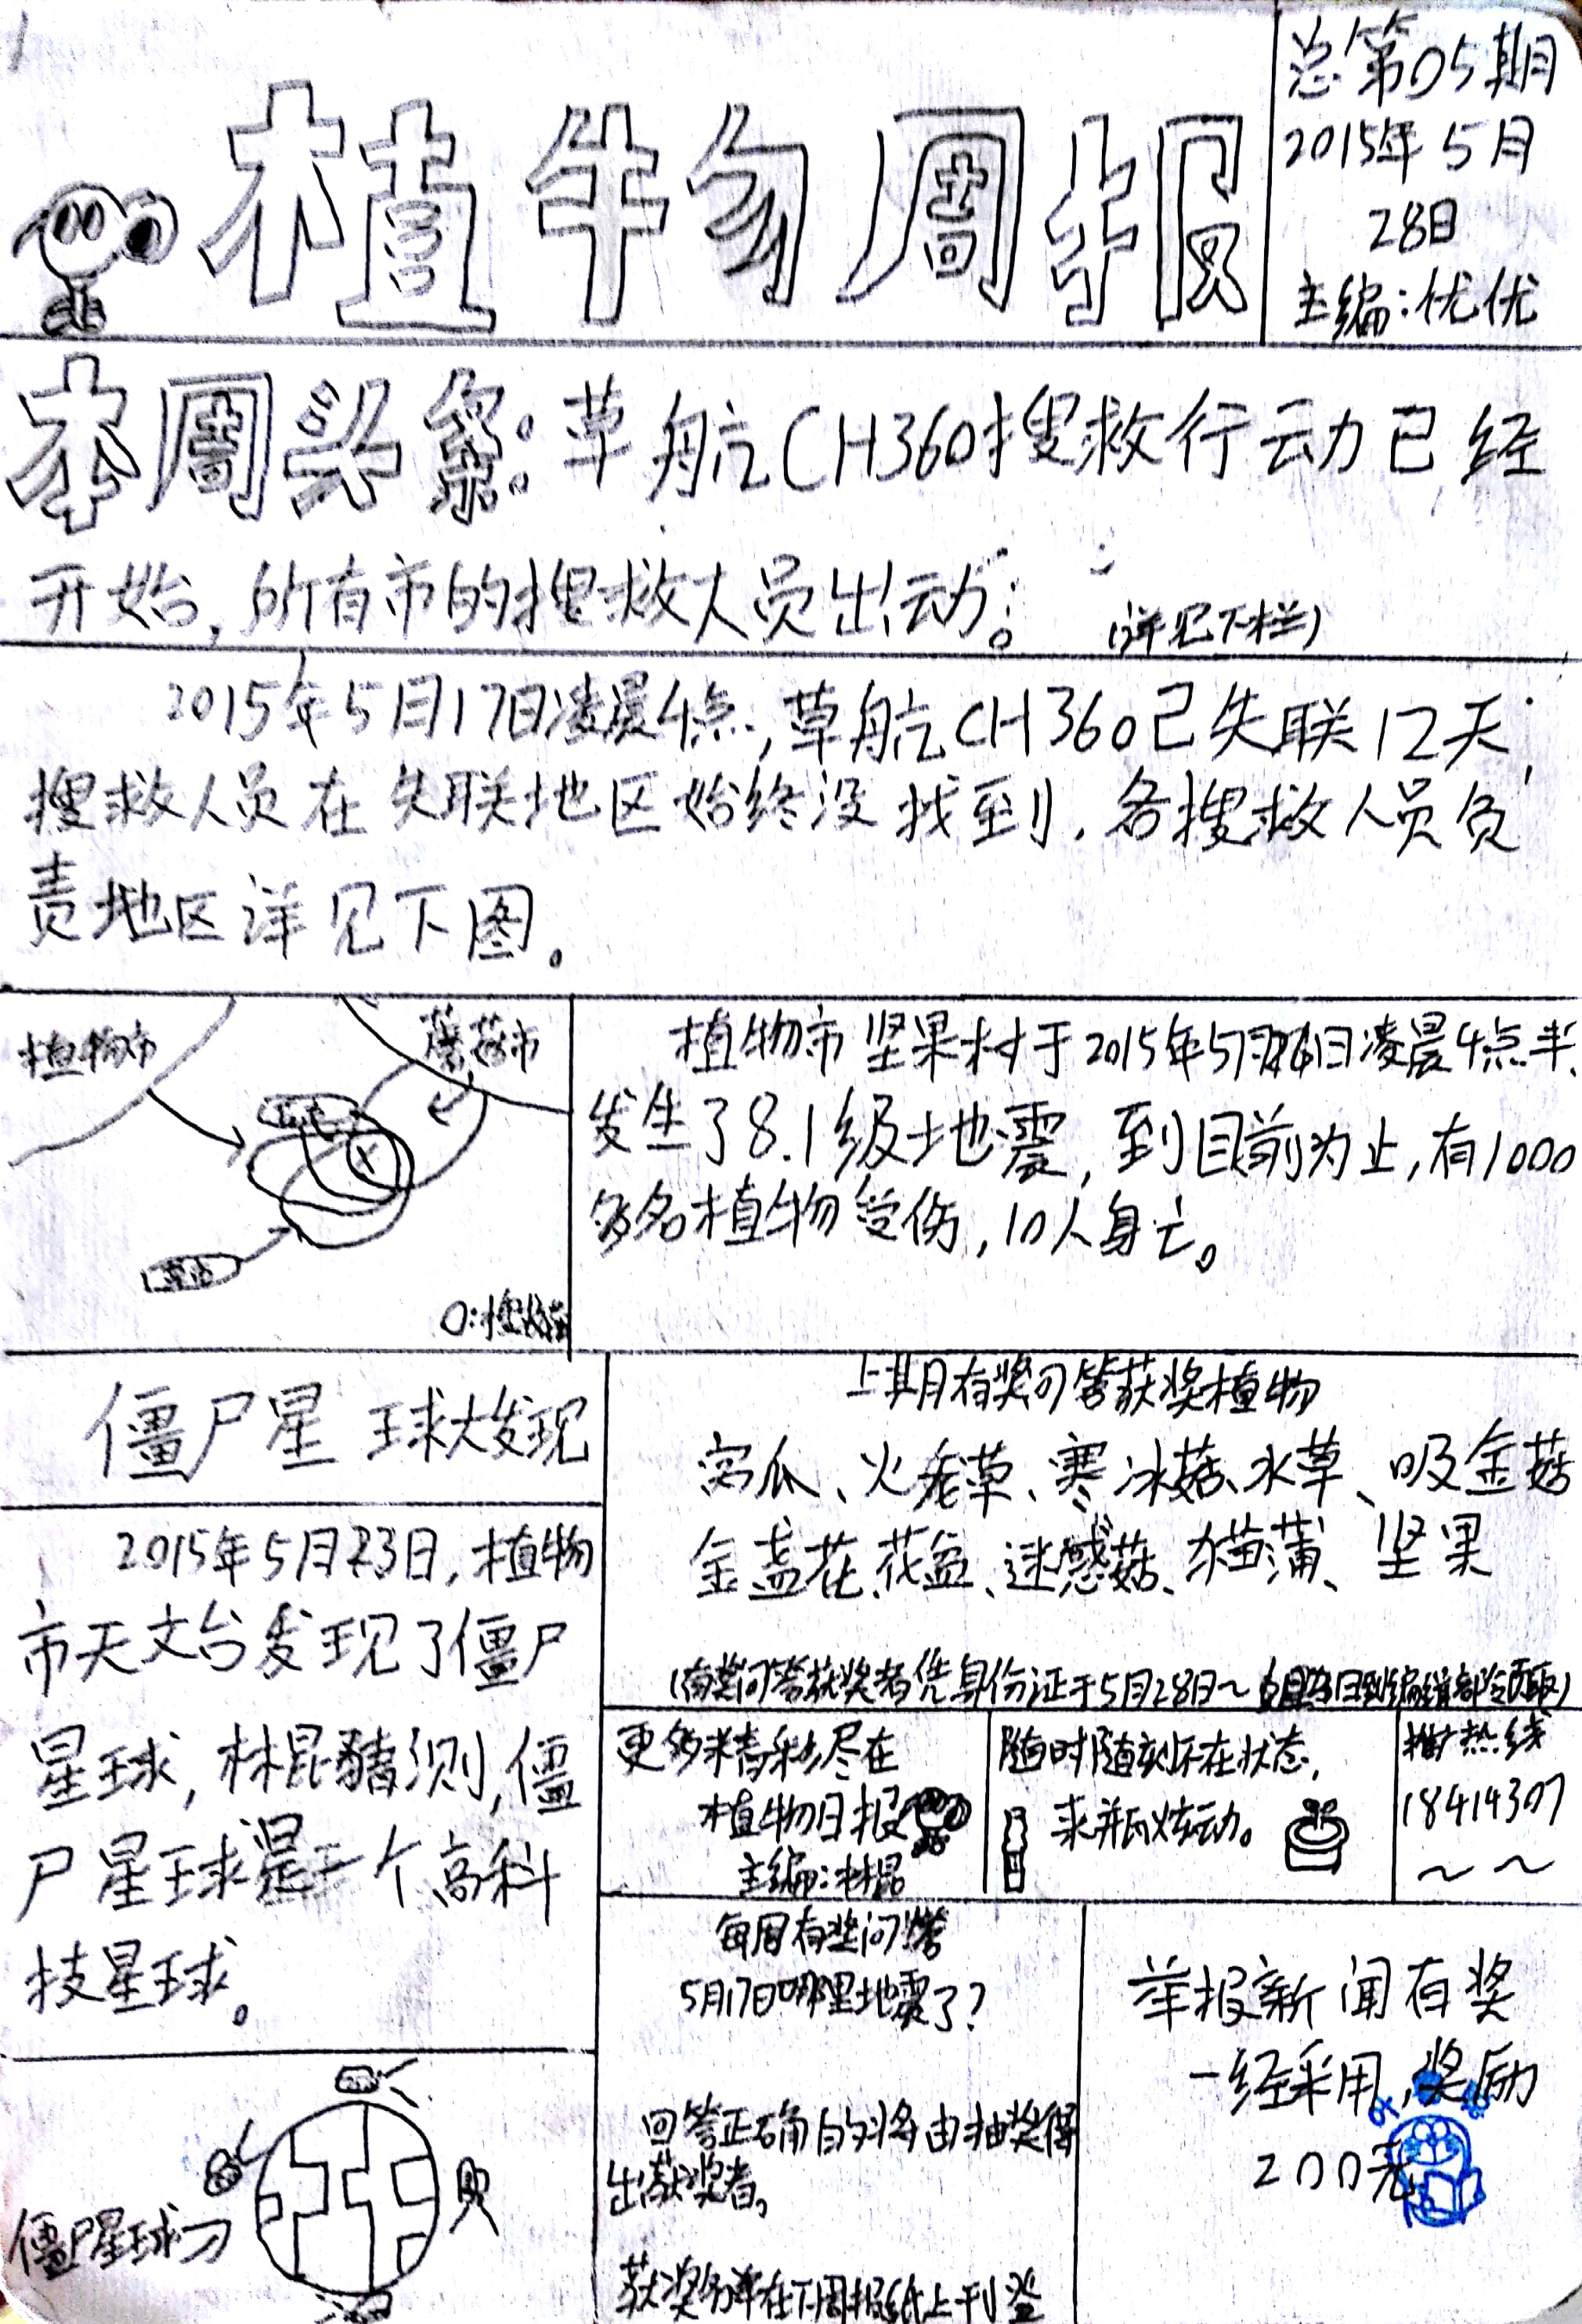 植物周报
总第05期
2015年5月
28日
主编:优优
本周头条:草航CH360搜救行动已经
开始,所有市的搜救人员出动。
(详见下栏)
2015年5月17日凌晨4点,草航CH360已失联12天,
搜救人员在失联地区始终没找到.各搜救人员负
责地区详见下图。
植物市
蘑菇市
植物市坚果村于2015年5月26日凌晨4点半,
发生了8.1级地震,到目前为止,有1000
多名植物受伤,10人身亡。
僵尸星球大发现
2015年5月23日,植物
市天文台发现了僵尸
星球,林昆猜测,僵
尸星球是一个高科
技星球。
僵尸星球
上期有奖问答获奖植物
窝瓜、火龙草、寒冰菇、水草、吸金菇
金盏花、花盆、迷惑菇、猫蒲、坚果
(有奖问答获奖者凭身份证于5月28日~
更多精彩尽在
植物日报
主编:林昆
随时随刻不在状态,
来并瓦炫动。
热线
18414307
~ ~
每周有奖问答
5月17日哪里地震了?
回答正确的将由抽奖
出获奖者。
获奖名单在下周报纸上刊登
举报新闻有奖
一经采用,奖励
200元